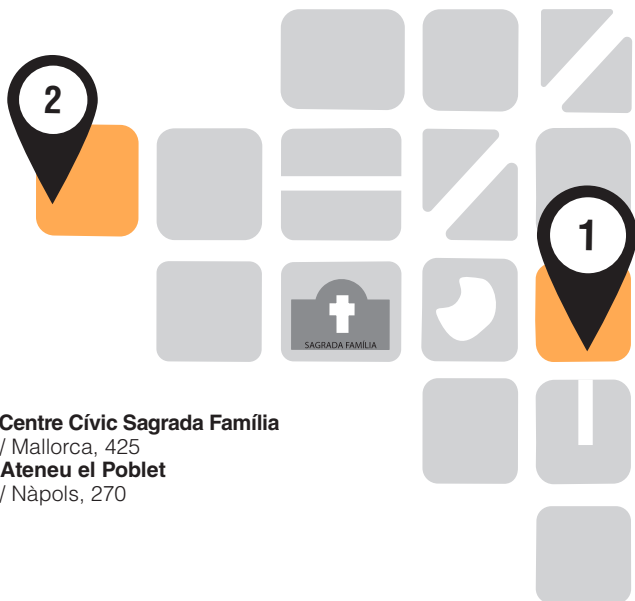 2
1
SAGRADA FAMÍLIA
Centre Cívic Sagrada Família
/ Mallorca, 425
Ateneu el Poblet
/ Nàpols, 270